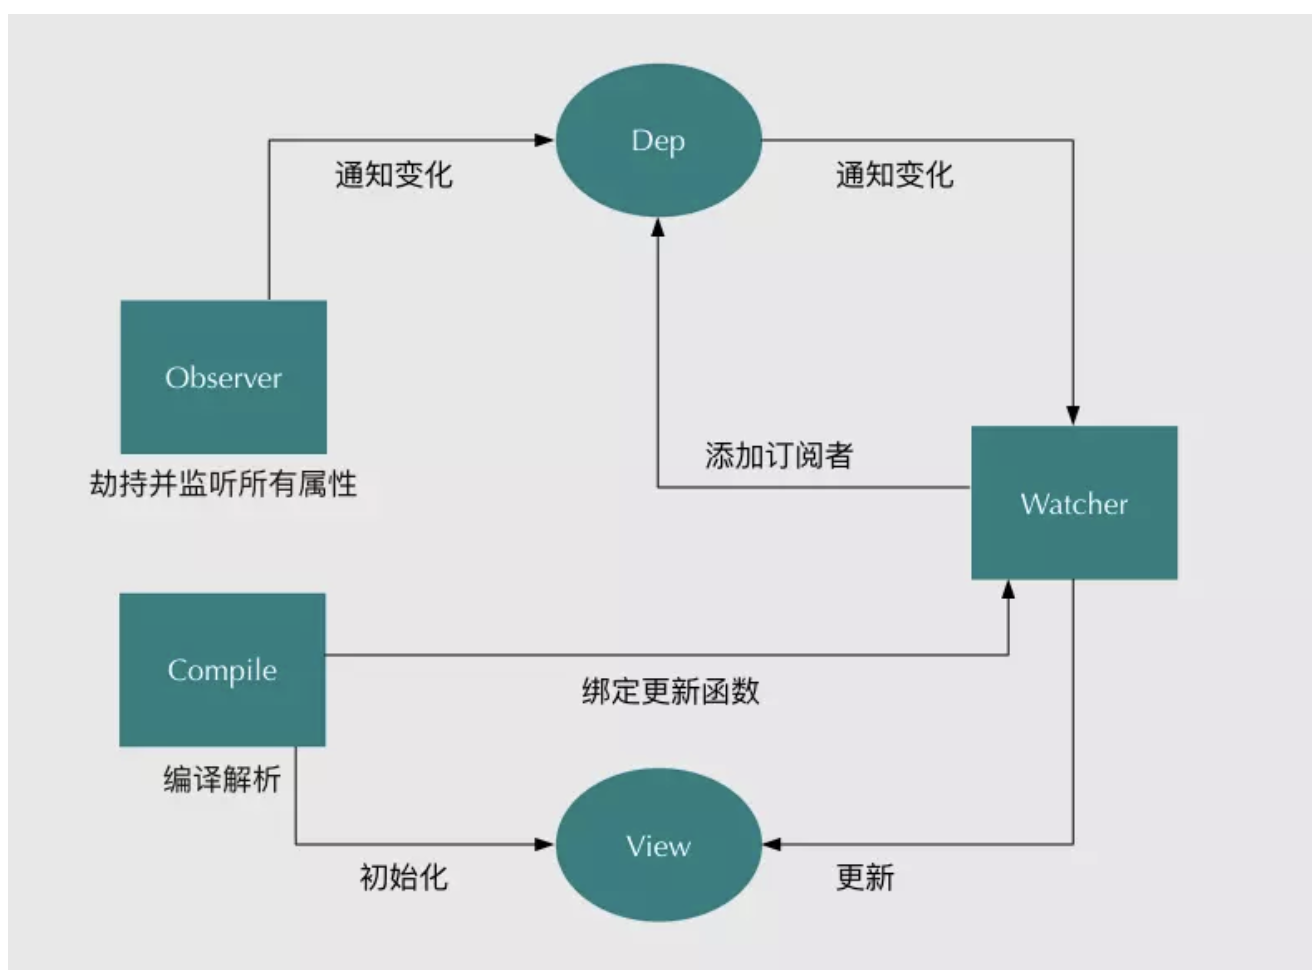 Dep
通知变化
通知变化
Observer
劫持并监听所有属性
添加订阅者
Watcher
Compile
绑定更新函数
编译解析
View
初始化
更新